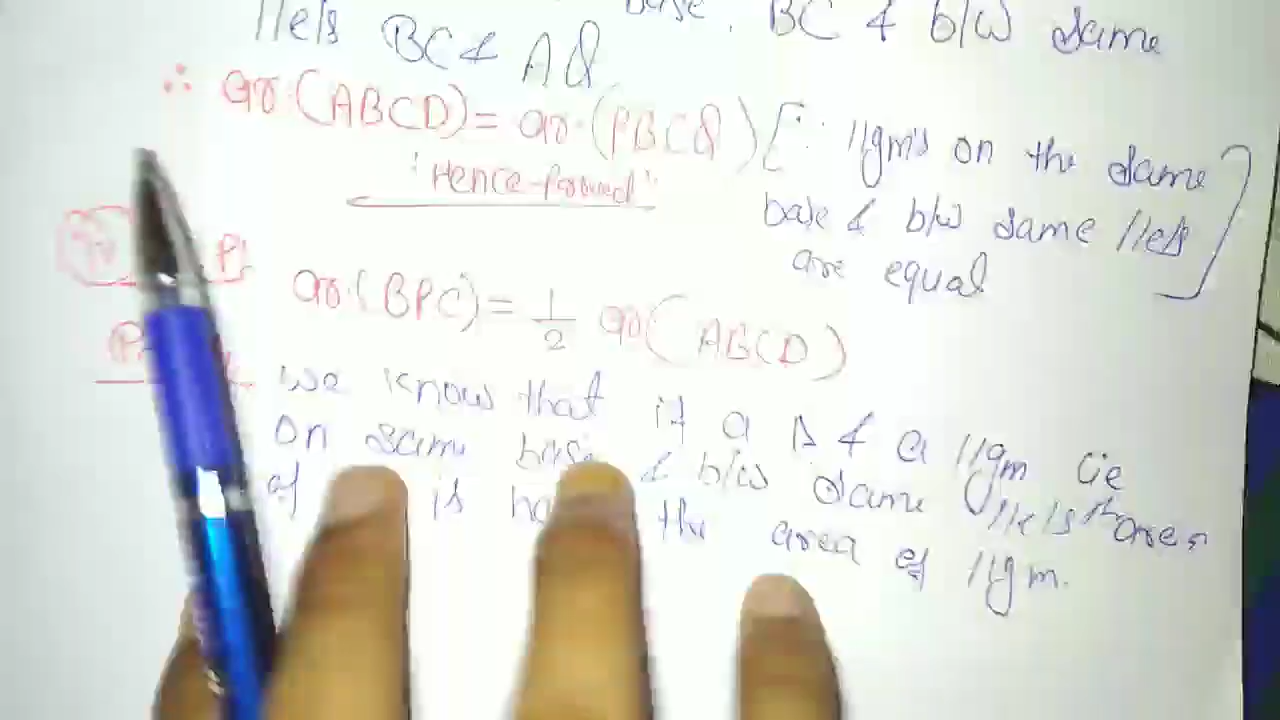 base. BC & b/w same
||els BC & AQ.
∴ ar.(ABCD) = ar.(PBCQ) [∵ ||gm's on the same
"Hence-Proved" base & b/w same ||els
are equal]
ar.(BPC) = 1/2 ar(ABCD)
we know that if a Δ & a ||gm lie
on same base & b/w same ||els then area
of is the area of ||gm.